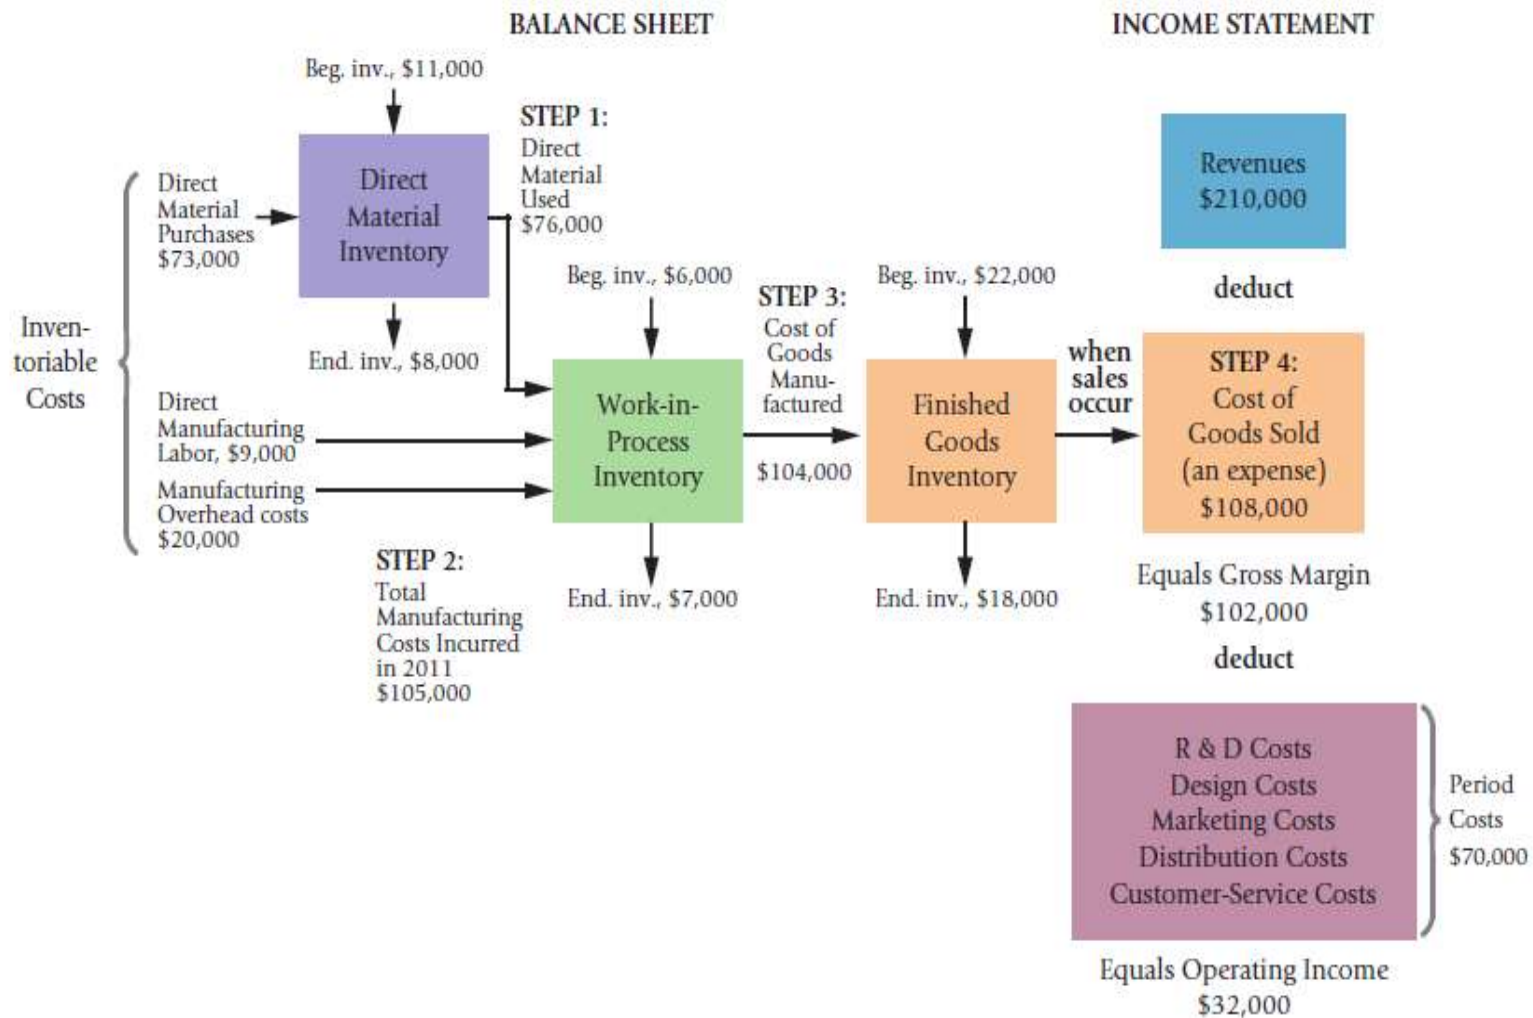 BALANCE SHEET
INCOME STATEMENT
Beg. inv., $11,000
STEP 1:
Direct
Material
Used
$76,000
Direct
Material
Purchases
$73,000
Direct
Material
Inventory
End. inv., $8,000
Inven-
toriable
Costs
Direct
Manufacturing
Labor, $9,000
Manufacturing
Overhead costs
$20,000
STEP 2:
Total
Manufacturing
Costs Incurred
in 2011
$105,000
Beg. inv., $6,000
Work-in-
Process
Inventory
End. inv., $7,000
STEP 3:
Cost of
Goods
Manu-
factured
$104,000
Beg. inv., $22,000
Finished
Goods
Inventory
End. inv., $18,000
when
sales
occur
Revenues
$210,000
deduct
STEP 4:
Cost of
Goods Sold
(an expense)
$108,000
Equals Gross Margin
$102,000
deduct
R & D Costs
Design Costs
Marketing Costs
Distribution Costs
Customer-Service Costs
Period
Costs
$70,000
Equals Operating Income
$32,000